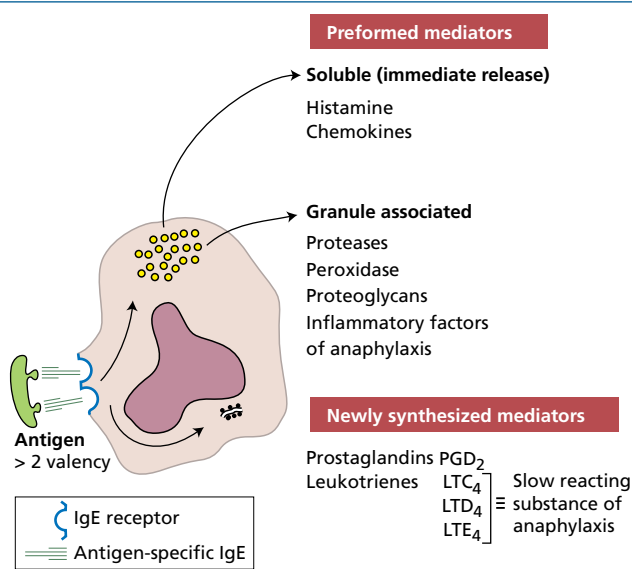 Preformed mediators
Soluble (immediate release)
Histamine
Chemokines
Granule associated
Proteases
Peroxidase
Proteoglycans
Inflammatory factors
of anaphylaxis
Antigen
> 2 valency
Newly synthesized mediators
Prostaglandins PGD₂
Leukotrienes LTC₄
LTD₄
LTE₄
≡ Slow reacting
substance of
anaphylaxis
IgE receptor
Antigen-specific IgE